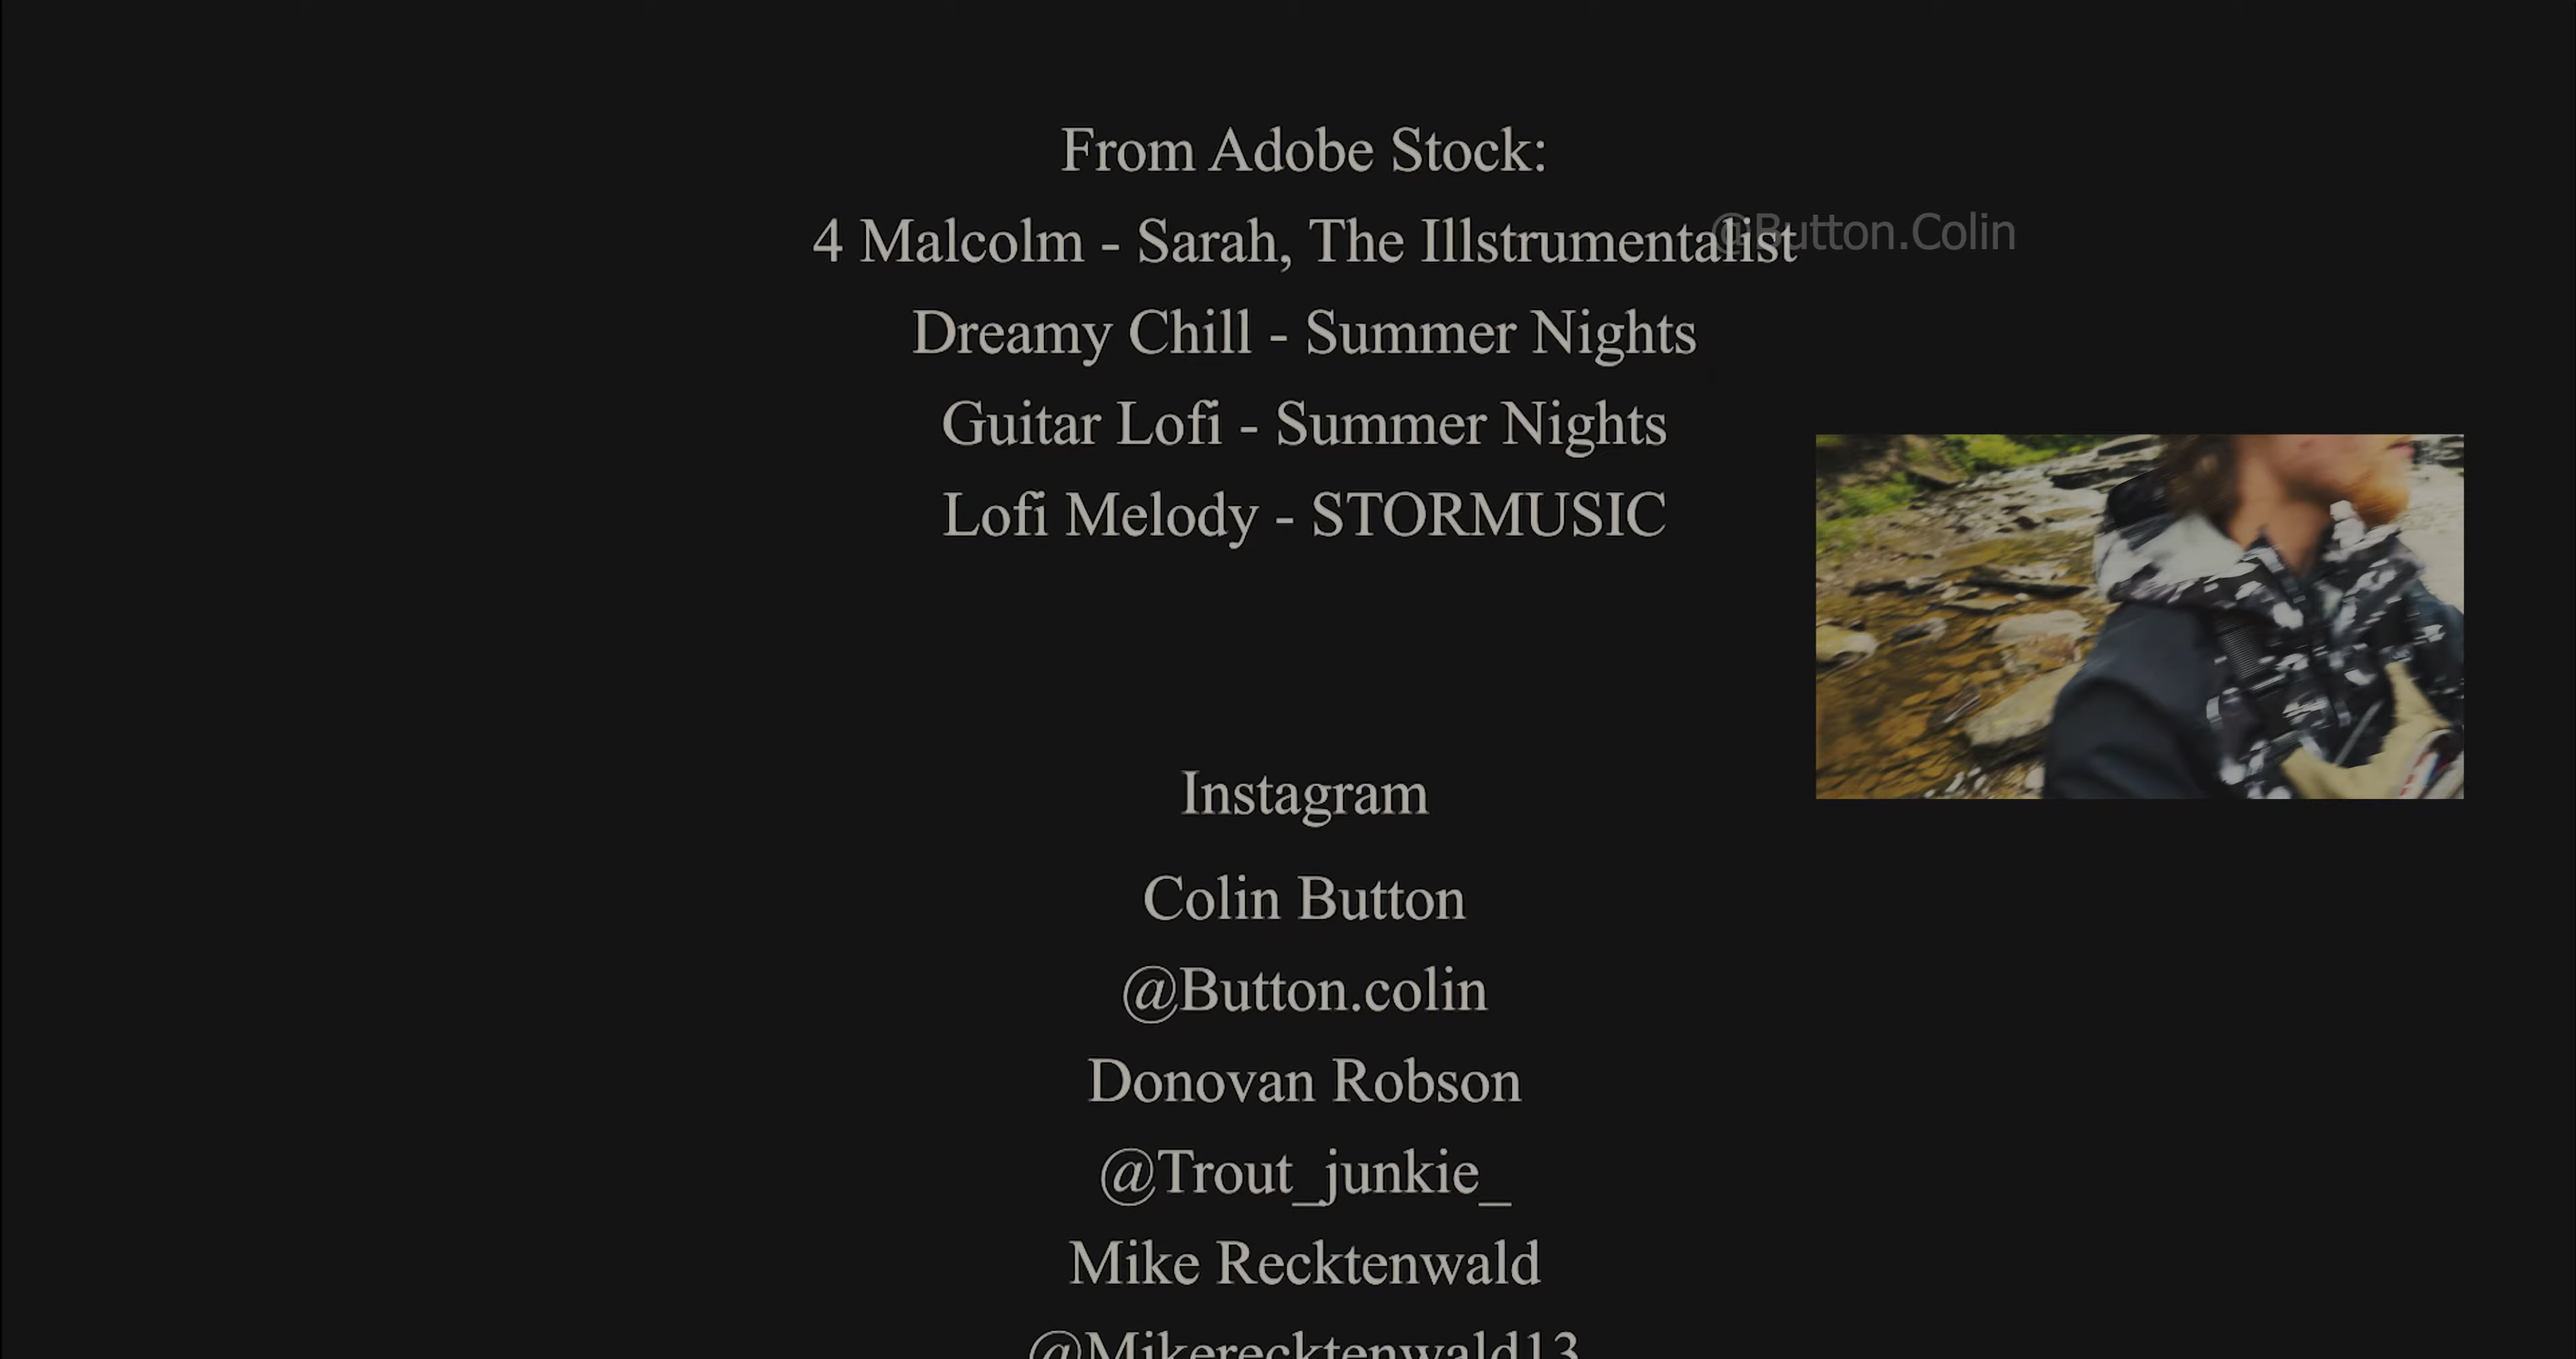 From Adobe Stock:
4 Malcolm - Sarah, The Illstrumentalist
@Button.Colin
Dreamy Chill - Summer Nights
Guitar Lofi - Summer Nights
Lofi Melody - STORMUSIC
Instagram
Colin Button
@Button.colin
Donovan Robson
@Trout_junkie_
Mike Recktenwald
@Mikerecktenwald13